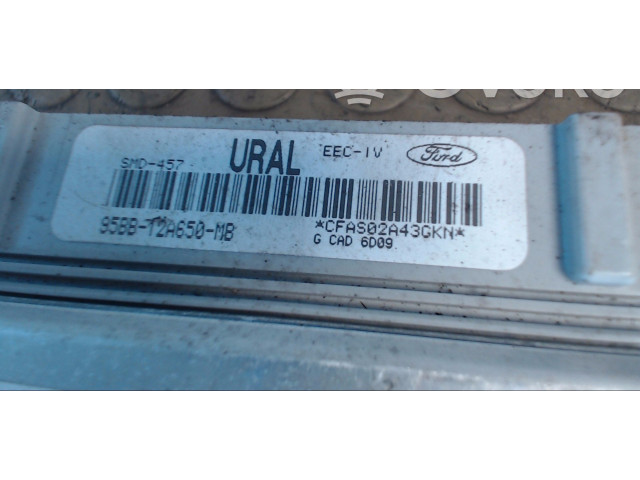 SMD-457 URAL EEC-IV Ford
95BB-12A650-MB *CFAS02A43GKN*
G CAD 6D09